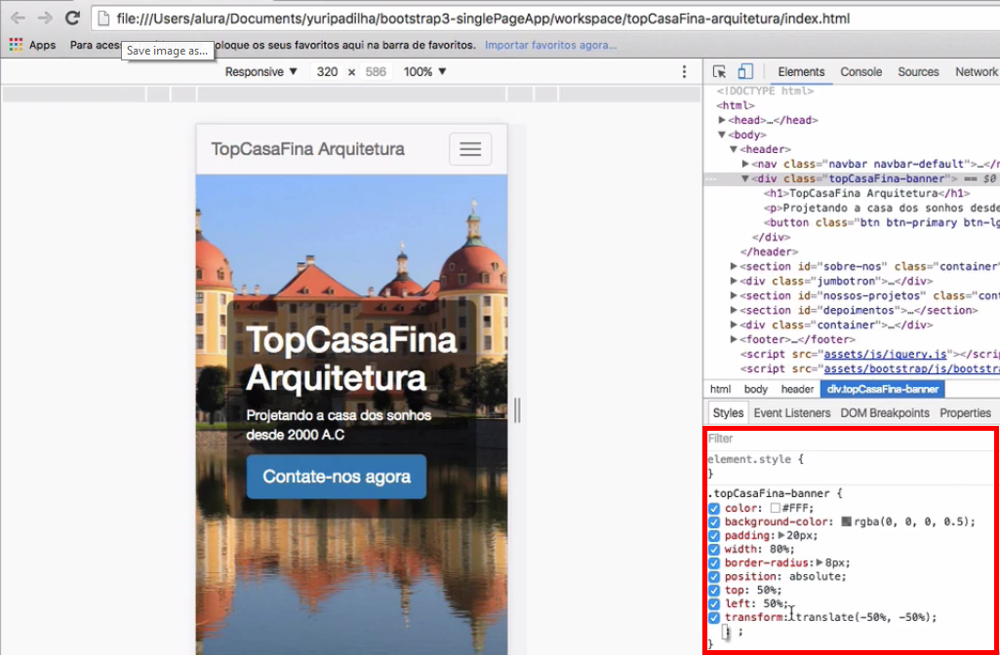 file:///Users/alura/Documents/yuripadilha/bootstrap3-singlePageApp/workspace/topCasaFina-arquitetura/index.html
Apps Para aces
oloque os seus favoritos aqui na barra de favoritos. Importar favoritos agora...
Save image as...
Responsive ▼ 320 × 586 100% ▼
Elements Console Sources Network
TopCasaFina Arquitetura
TopCasaFina
Arquitetura
Projetando a casa dos sonhos
desde 2000 A.C
Contate-nos agora
<!DOCTYPE html>
<html>
▶<head>…</head>
▼<body>
▼<header>
▶<nav class="navbar navbar-default">…</n
… ▼<div class="topCasaFina-banner"> == $0
<h1>TopCasaFina Arquitetura</h1>
<p>Projetando a casa dos sonhos desde
<button class="btn btn-primary btn-lg
</div>
</header>
▶<section id="sobre-nos" class="container
▶<div class="jumbotron">…</div>
▶<section id="nossos-projetos" class="cont
▶<section id="depoimentos">…</section>
▶<div class="container">…</div>
▶<footer>…</footer>
<script src="assets/js/jquery.js"></scrip
<script src="assets/bootstrap/js/bootstra
html body header div.topCasaFina-banner
Styles Event Listeners DOM Breakpoints Properties
Filter
element.style {
}
.topCasaFina-banner {
color: #FFF;
background-color: rgba(0, 0, 0, 0.5);
padding:▶20px;
width: 80%;
border-radius:▶8px;
position: absolute;
top: 50%;
left: 50%;
transform: translate(-50%, -50%);
: ;
}